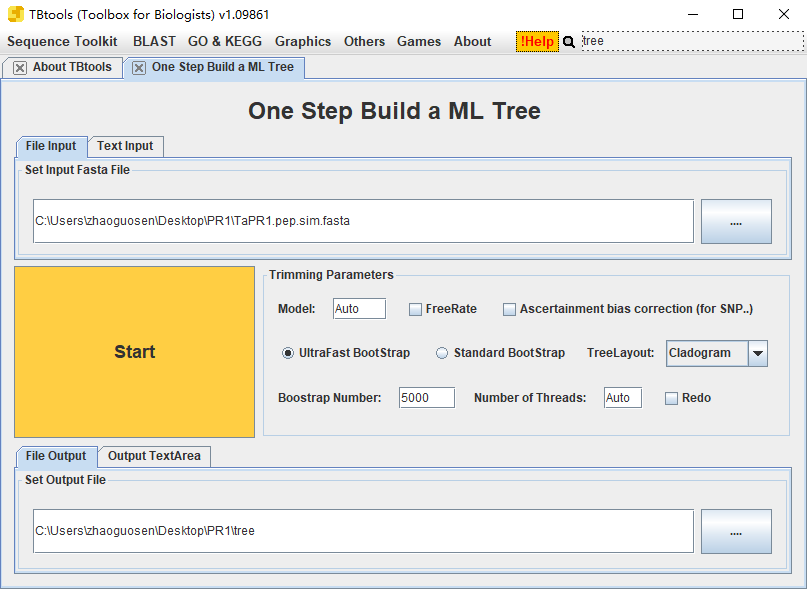 TBtools (Toolbox for Biologists) v1.09861
Sequence Toolkit BLAST GO & KEGG Graphics Others Games About !Help tree
About TBtools One Step Build a ML Tree
One Step Build a ML Tree
File Input Text Input
Set Input Fasta File
C:\Users\zhaoguosen\Desktop\PR1\TaPR1.pep.sim.fasta ....
Start
Trimming Parameters
Model: Auto FreeRate Ascertainment bias correction (for SNP..)
UltraFast BootStrap Standard BootStrap TreeLayout: Cladogram
Boostrap Number: 5000 Number of Threads: Auto Redo
File Output Output TextArea
Set Output File
C:\Users\zhaoguosen\Desktop\PR1\tree ....